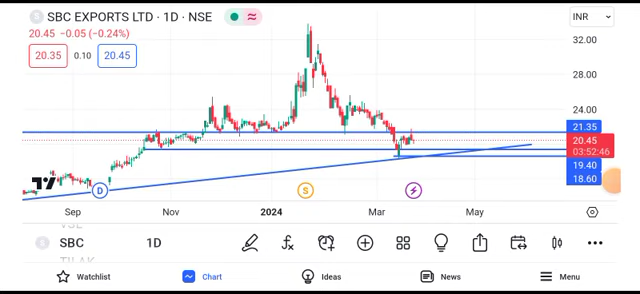 S SBC EXPORTS LTD · 1D · NSE
INR
20.45 −0.05 (−0.24%)
20.35 0.10 20.45
32.00
28.00
24.00
21.35
20.45
03:52:46
19.40
18.60
D S
Sep Nov 2024 Mar May
SBC 1D
TILAK
Watchlist Chart Ideas News Menu